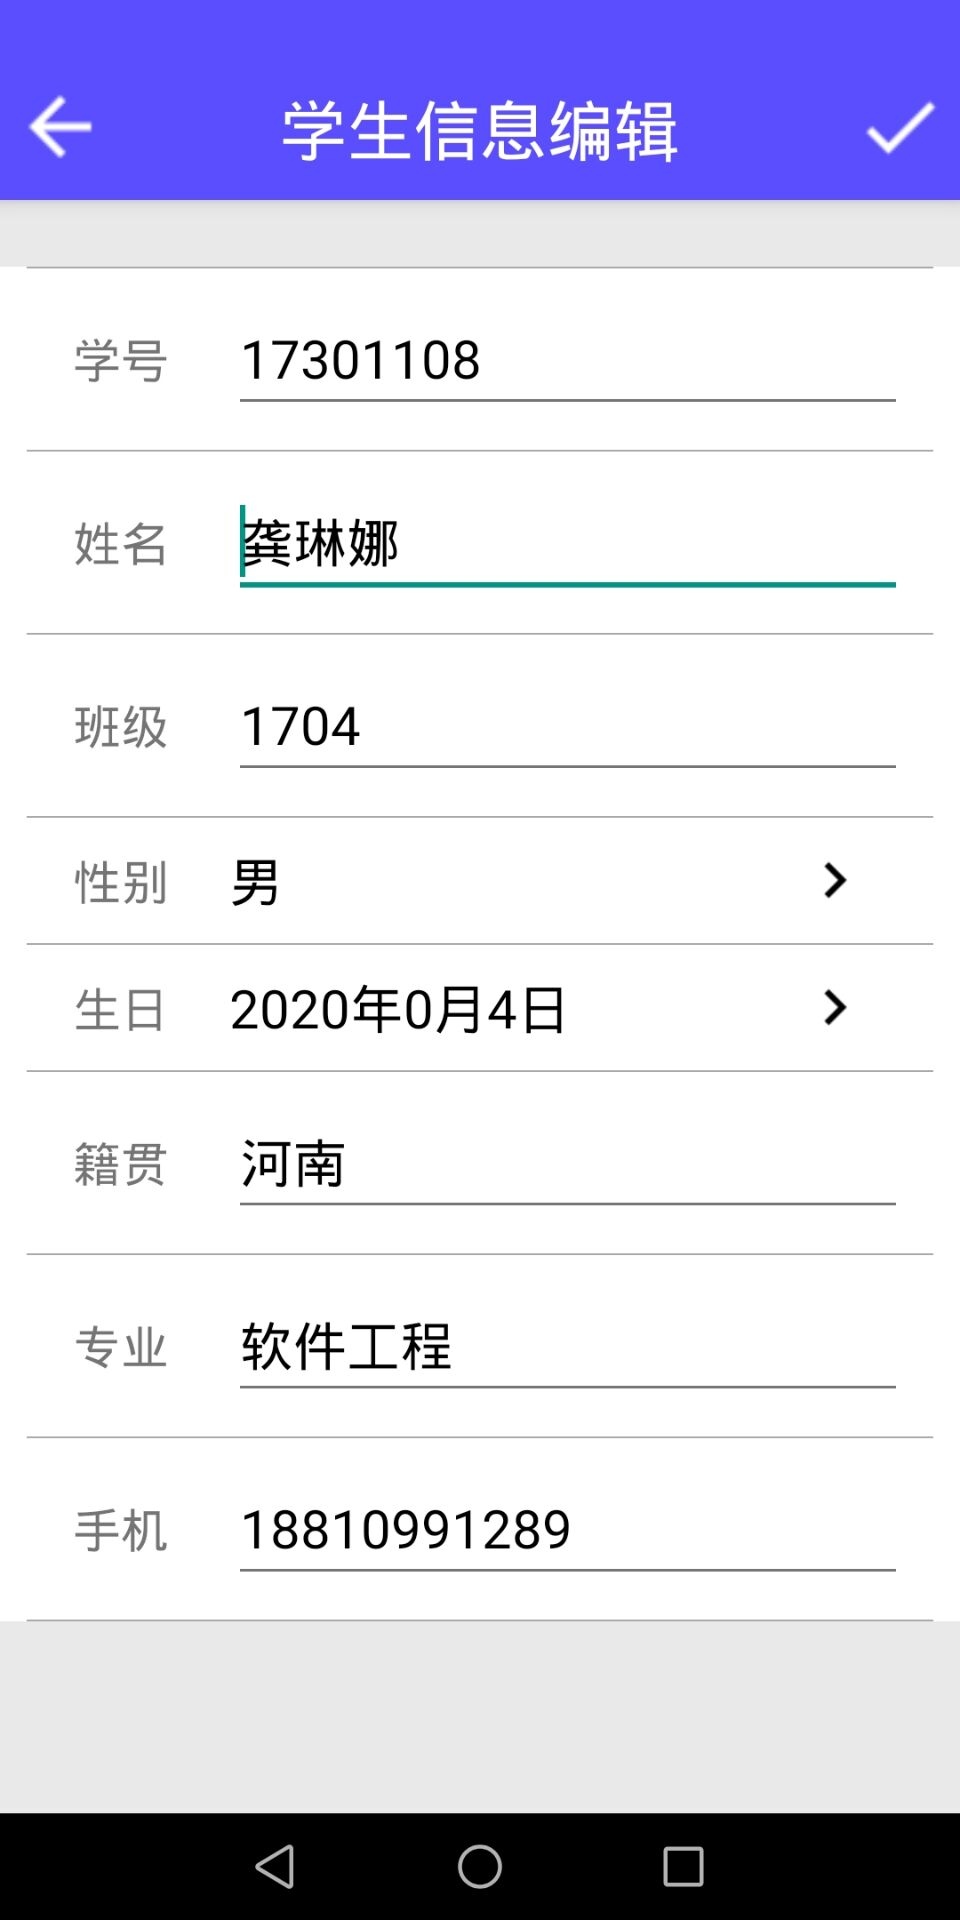 学生信息编辑
学号 17301108
姓名 龚琳娜
班级 1704
性别 男
生日 2020年0月4日
籍贯 河南
专业 软件工程
手机 18810991289